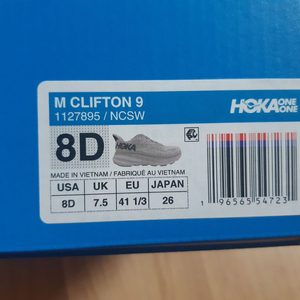 M CLIFTON 9
1127895 / NCSW
HOKA ONE ONE
8D
HOKA
MADE IN VIETNAM / FABRIQUÉ AU VIETNAM
USA UK EU JAPAN
8D 7.5 41 1/3 26
1 96565 54723